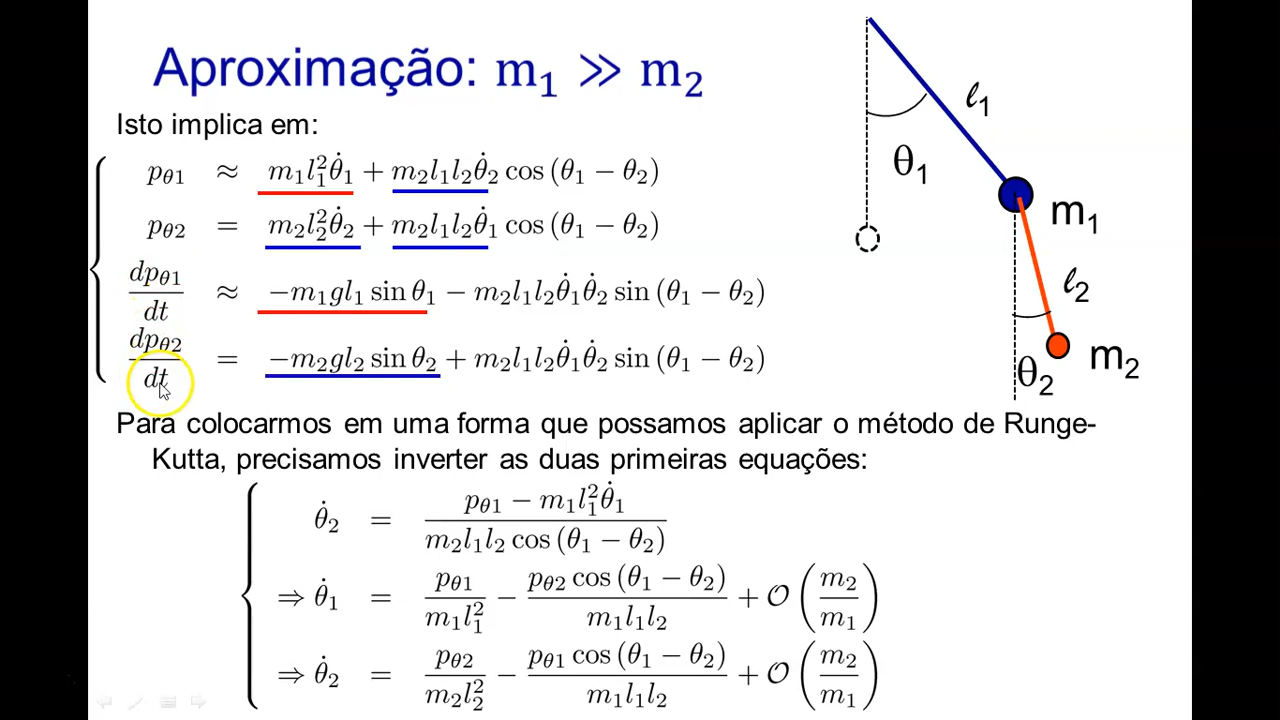 Aproximação: m₁ ≫ m₂
Isto implica em:
p_θ1 ≈ m₁l₁²θ̇₁ + m₂l₁l₂θ̇₂ cos (θ₁ − θ₂)
p_θ2 = m₂l₂²θ̇₂ + m₂l₁l₂θ̇₁ cos (θ₁ − θ₂)
dp_θ1/dt ≈ −m₁gl₁ sin θ₁ − m₂l₁l₂θ̇₁θ̇₂ sin (θ₁ − θ₂)
dp_θ2/dt = −m₂gl₂ sin θ₂ + m₂l₁l₂θ̇₁θ̇₂ sin (θ₁ − θ₂)
Para colocarmos em uma forma que possamos aplicar o método de Runge-
Kutta, precisamos inverter as duas primeiras equações:
θ̇₂ = (p_θ1 − m₁l₁²θ̇₁)/(m₂l₁l₂ cos (θ₁ − θ₂))
⇒ θ̇₁ = p_θ1/(m₁l₁²) − (p_θ2 cos (θ₁ − θ₂))/(m₁l₁l₂) + 𝒪(m₂/m₁)
⇒ θ̇₂ = p_θ2/(m₂l₂²) − (p_θ1 cos (θ₁ − θ₂))/(m₁l₁l₂) + 𝒪(m₂/m₁)
ℓ₁
θ₁
m₁
ℓ₂
m₂
θ₂